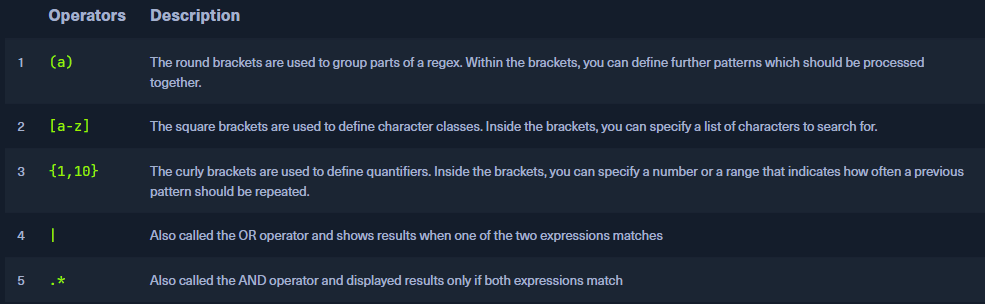 Operators Description
1 (a) The round brackets are used to group parts of a regex. Within the brackets, you can define further patterns which should be processed
together.
2 [a-z] The square brackets are used to define character classes. Inside the brackets, you can specify a list of characters to search for.
3 {1,10} The curly brackets are used to define quantifiers. Inside the brackets, you can specify a number or a range that indicates how often a previous
pattern should be repeated.
4 | Also called the OR operator and shows results when one of the two expressions matches
5 .* Also called the AND operator and displayed results only if both expressions match